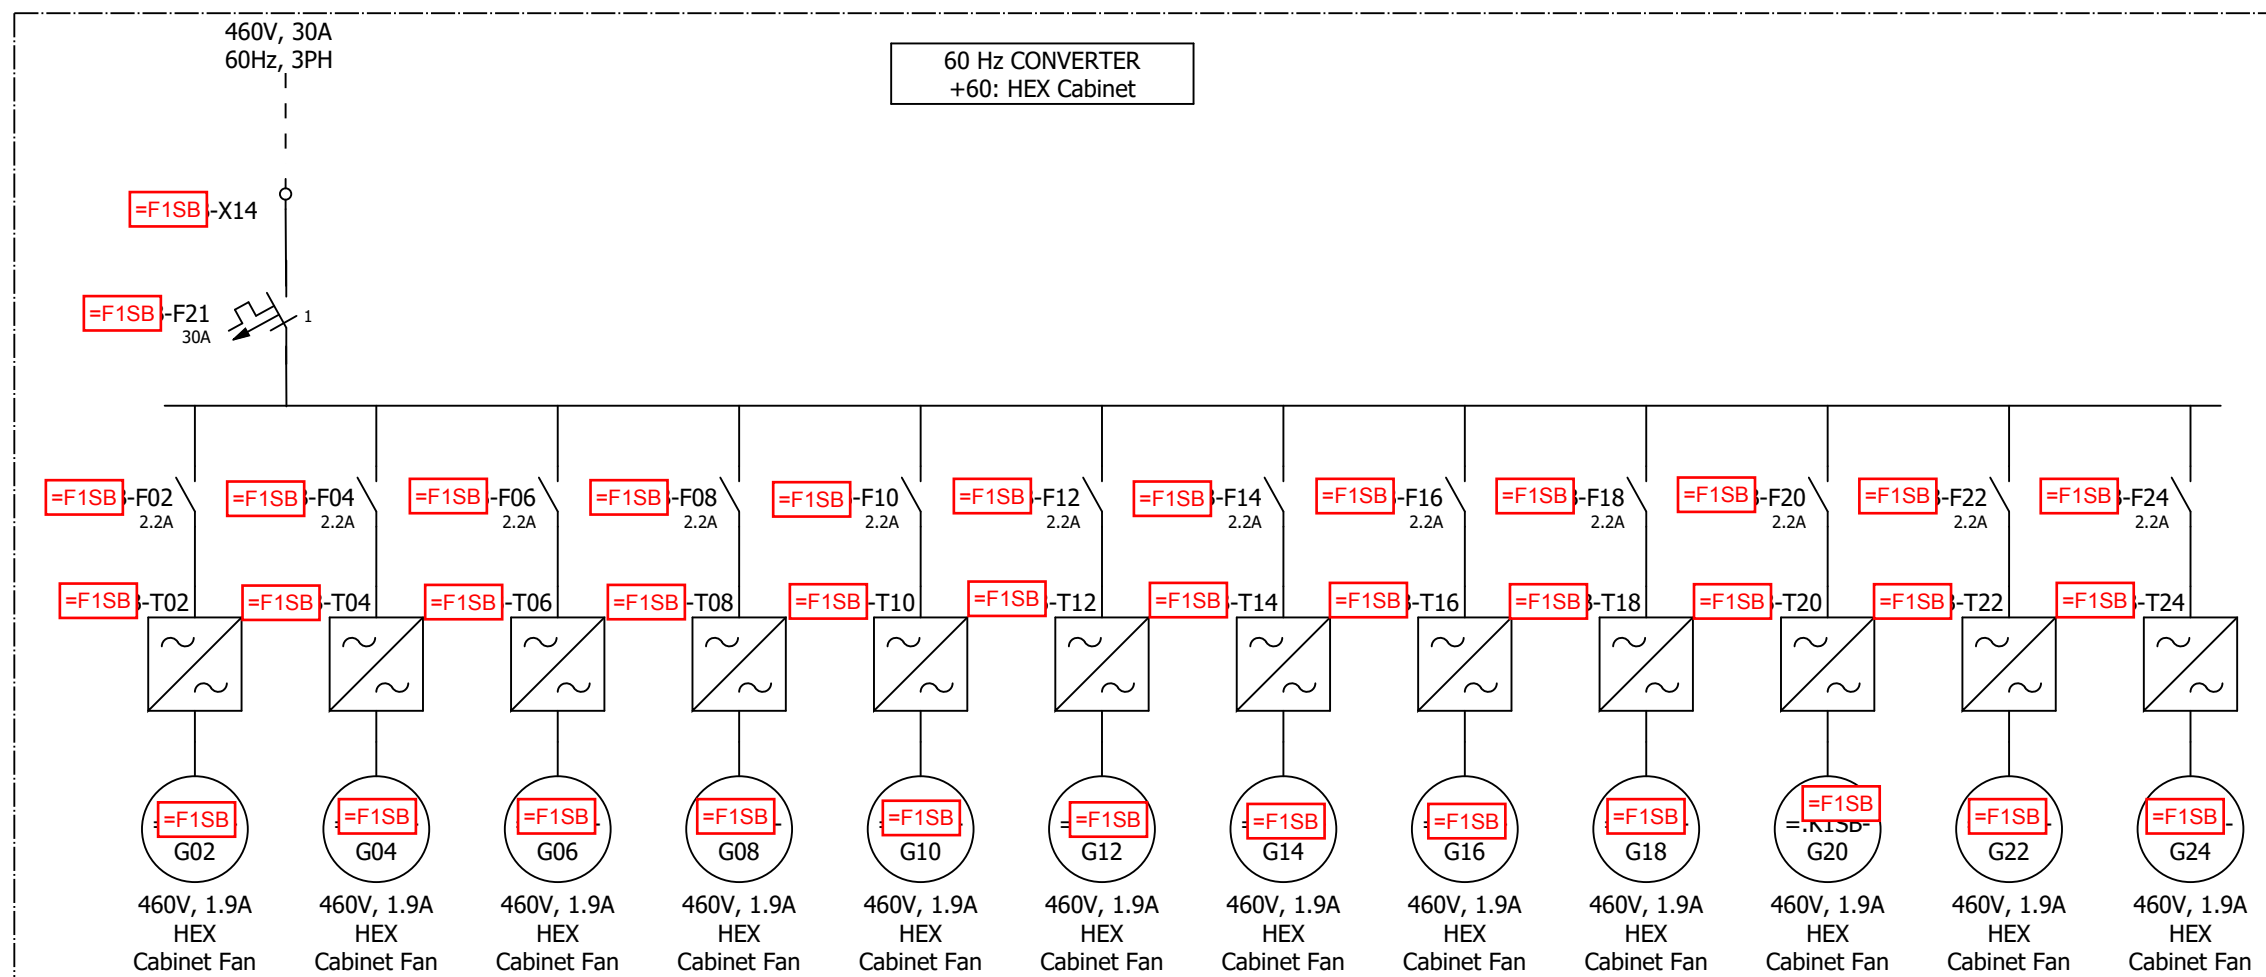 460V, 30A
60Hz, 3PH
60 Hz CONVERTER
+60: HEX Cabinet
=F1SB -X14
=F1SB -F21
30A
1
=F1SB -F02 =F1SB -F04 =F1SB -F06 =F1SB -F08 =F1SB -F10 =F1SB -F12 =F1SB -F14 =F1SB -F16 =F1SB -F18 =F1SB -F20 =F1SB -F22 =F1SB -F24
2.2A 2.2A 2.2A 2.2A 2.2A 2.2A 2.2A 2.2A 2.2A 2.2A 2.2A 2.2A
=F1SB -T02 =F1SB -T04 =F1SB -T06 =F1SB -T08 =F1SB -T10 =F1SB -T12 =F1SB -T14 =F1SB -T16 =F1SB -T18 =F1SB -T20 =F1SB -T22 =F1SB -T24
=F1SB =F1SB =F1SB =F1SB =F1SB =F1SB =F1SB =F1SB =F1SB =F1SB =F1SB =F1SB
G02 G04 G06 G08 G10 G12 G14 G16 G18 G20 G22 G24
460V, 1.9A 460V, 1.9A 460V, 1.9A 460V, 1.9A 460V, 1.9A 460V, 1.9A 460V, 1.9A 460V, 1.9A 460V, 1.9A 460V, 1.9A 460V, 1.9A 460V, 1.9A
HEX HEX HEX HEX HEX HEX HEX HEX HEX HEX HEX HEX
Cabinet Fan Cabinet Fan Cabinet Fan Cabinet Fan Cabinet Fan Cabinet Fan Cabinet Fan Cabinet Fan Cabinet Fan Cabinet Fan Cabinet Fan Cabinet Fan